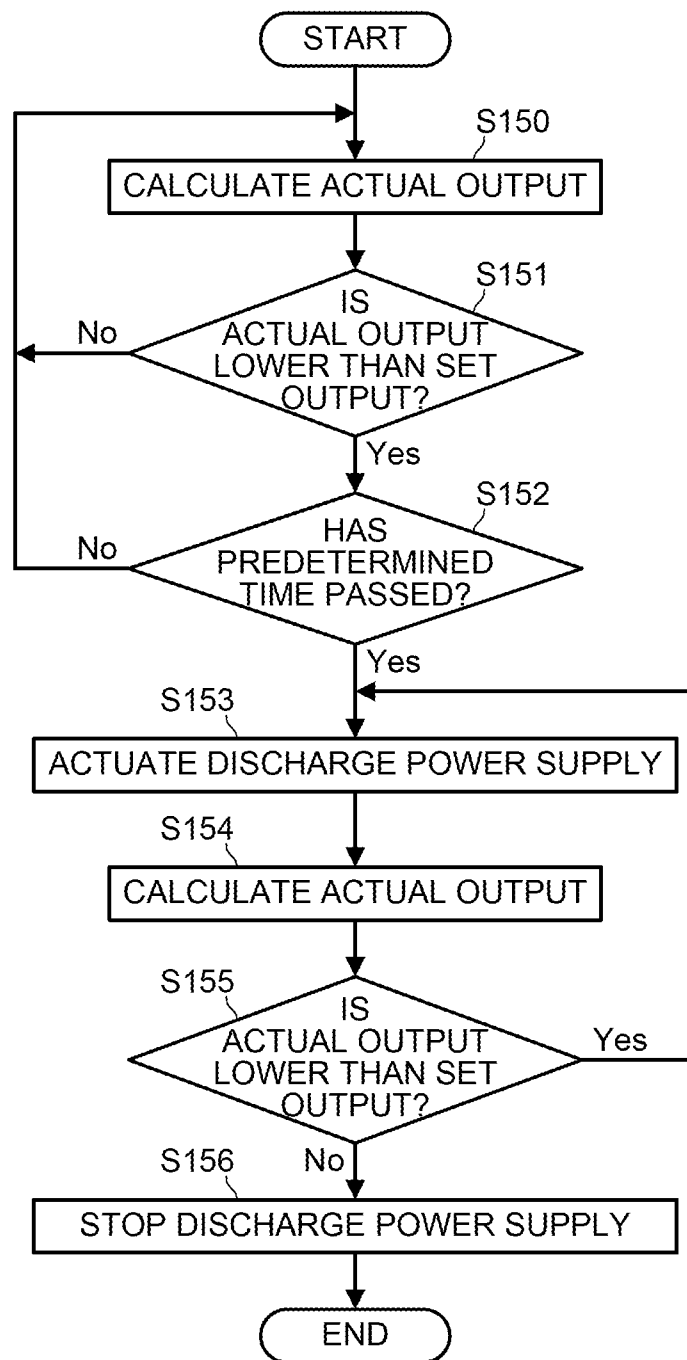 START
S150
CALCULATE ACTUAL OUTPUT
S151
IS
ACTUAL OUTPUT
LOWER THAN SET
OUTPUT?
No
Yes
S152
HAS
PREDETERMINED
TIME PASSED?
No
Yes
S153
ACTUATE DISCHARGE POWER SUPPLY
S154
CALCULATE ACTUAL OUTPUT
S155
IS
ACTUAL OUTPUT
LOWER THAN SET
OUTPUT?
Yes
No
S156
STOP DISCHARGE POWER SUPPLY
END